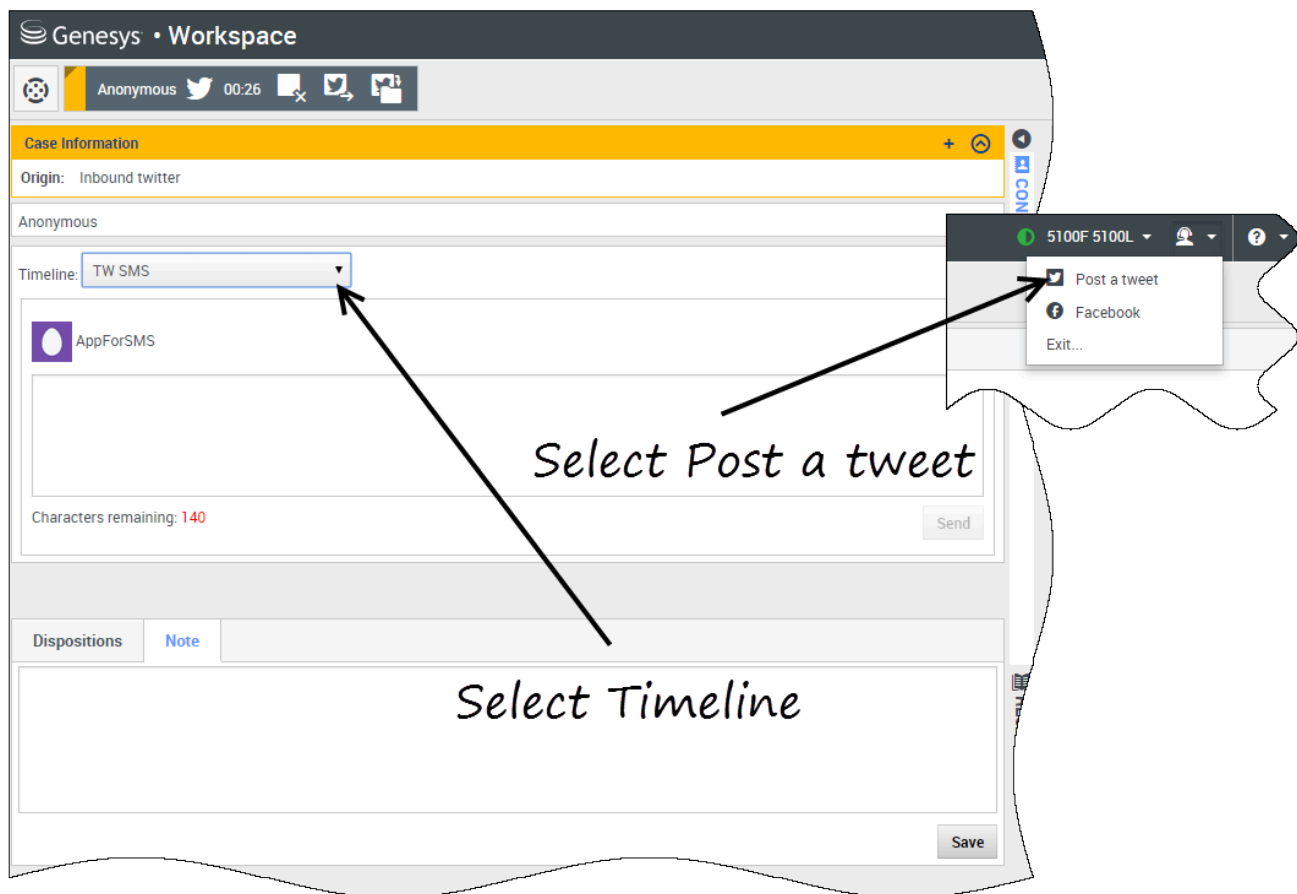 Genesys • Workspace
Anonymous 00:26
Case Information +
Origin: Inbound twitter
CON
Anonymous
5100F 5100L ?
Timeline: TW SMS
Post a tweet
Facebook
Exit...
AppForSMS
Select Post a tweet
Characters remaining: 140
Send
Dispositions Note
Select Timeline
Save